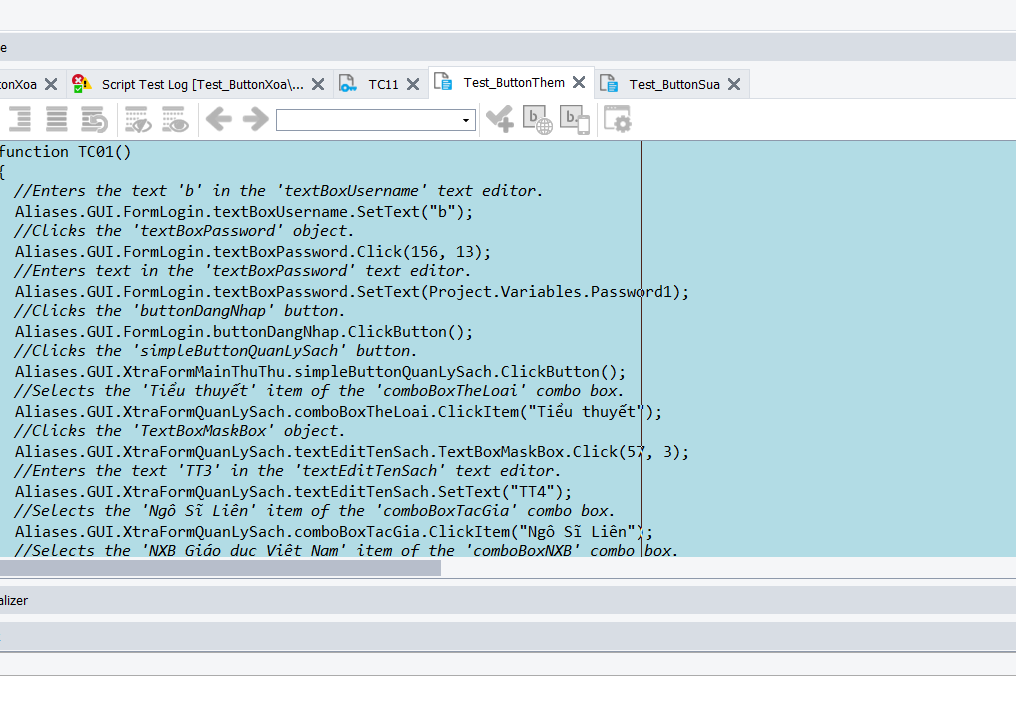 e
tonXoa
Script Test Log [Test_ButtonXoa\...
TC11
Test_ButtonThem
Test_ButtonSua
b
b.
function TC01()
{
//Enters the text 'b' in the 'textBoxUsername' text editor.
Aliases.GUI.FormLogin.textBoxUsername.SetText("b");
//Clicks the 'textBoxPassword' object.
Aliases.GUI.FormLogin.textBoxPassword.Click(156, 13);
//Enters text in the 'textBoxPassword' text editor.
Aliases.GUI.FormLogin.textBoxPassword.SetText(Project.Variables.Password1);
//Clicks the 'buttonDangNhap' button.
Aliases.GUI.FormLogin.buttonDangNhap.ClickButton();
//Clicks the 'simpleButtonQuanLySach' button.
Aliases.GUI.XtraFormMainThuThu.simpleButtonQuanLySach.ClickButton();
//Selects the 'Tiểu thuyết' item of the 'comboBoxTheLoai' combo box.
Aliases.GUI.XtraFormQuanLySach.comboBoxTheLoai.ClickItem("Tiểu thuyết");
//Clicks the 'TextBoxMaskBox' object.
Aliases.GUI.XtraFormQuanLySach.textEditTenSach.TextBoxMaskBox.Click(57, 3);
//Enters the text 'TT3' in the 'textEditTenSach' text editor.
Aliases.GUI.XtraFormQuanLySach.textEditTenSach.SetText("TT4");
//Selects the 'Ngô Sĩ Liên' item of the 'comboBoxTacGia' combo box.
Aliases.GUI.XtraFormQuanLySach.comboBoxTacGia.ClickItem("Ngô Sĩ Liên");
//Selects the 'NXB Giáo dục Việt Nam' item of the 'comboBoxNXB' combo box.
alizer